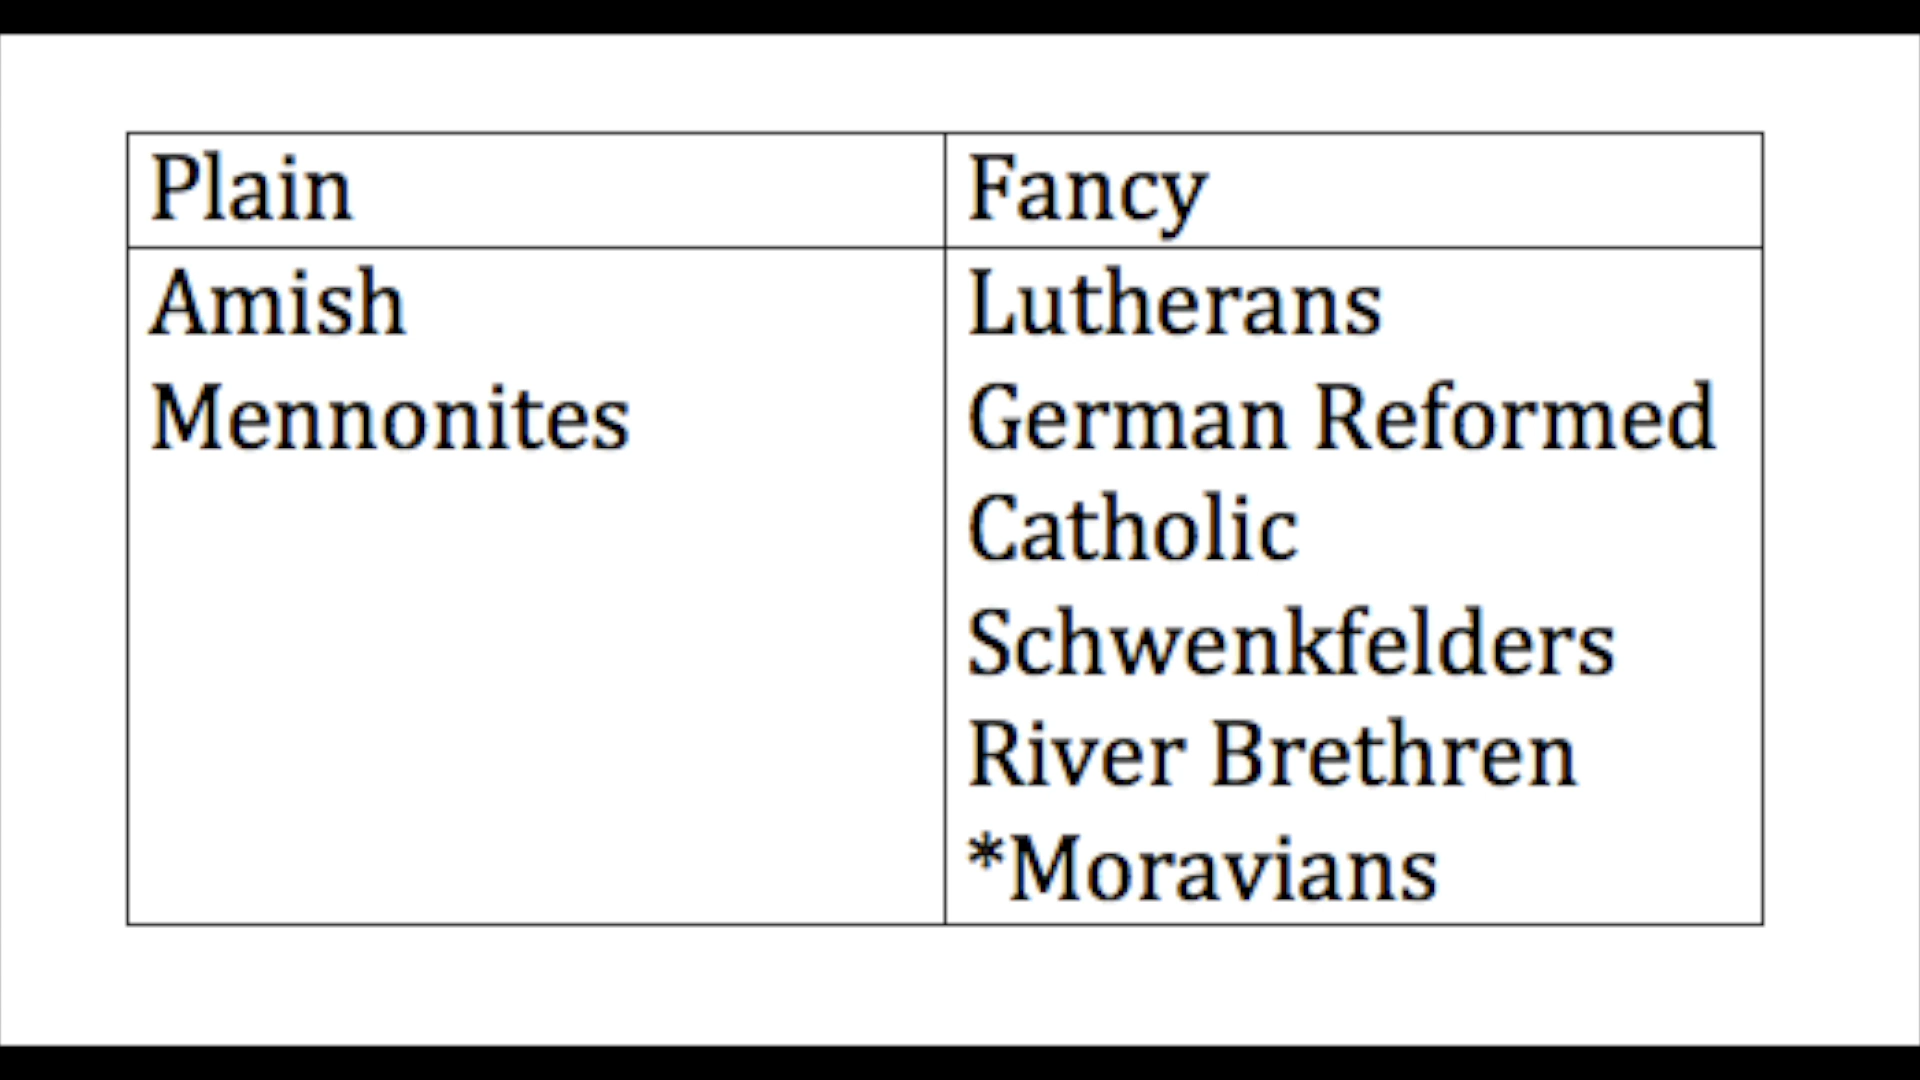 Plain
Fancy
Amish
Mennonites
Lutherans
German Reformed
Catholic
Schwenkfelders
River Brethren
*Moravians